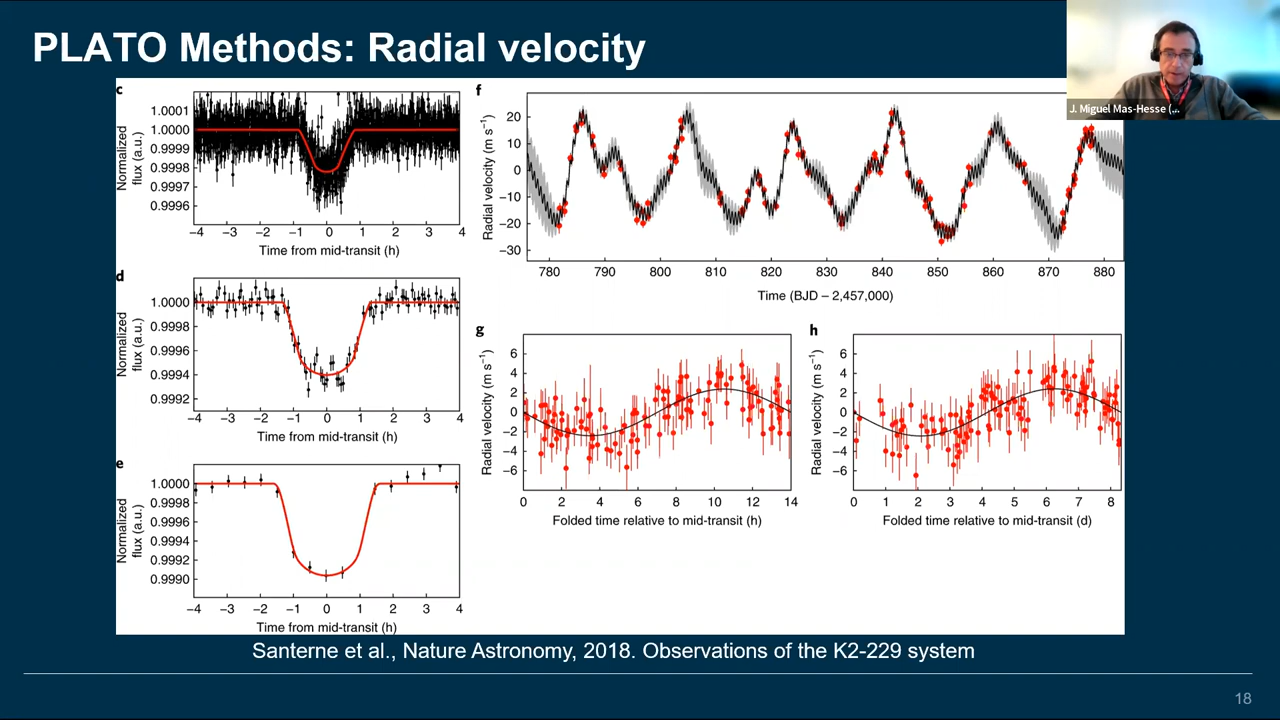 PLATO Methods: Radial velocity
J. Miguel Mas-Hesse (...
c
Normalized
flux (a.u.)
1.0001
1.0000
0.9998
0.9997
0.9996
−4 −3 −2 −1 0 1 2 3 4
Time from mid-transit (h)
d
Normalized
flux (a.u.)
1.0000
0.9998
0.9996
0.9994
0.9992
−4 −3 −2 −1 0 1 2 3 4
Time from mid-transit (h)
e
Normalized
flux (a.u.)
1.0000
0.9998
0.9996
0.9994
0.9992
0.9990
−4 −3 −2 −1 0 1 2 3 4
Time from mid-transit (h)
f
Radial velocity (m s−1)
20
10
0
−10
−20
−30
780 790 800 810 820 830 840 850 860 870 880
Time (BJD − 2,457,000)
g
Radial velocity (m s−1)
6
4
2
0
−2
−4
−6
0 2 4 6 8 10 12 14
Folded time relative to mid-transit (h)
h
Radial velocity (m s−1)
6
4
2
0
−2
−4
−6
0 1 2 3 4 5 6 7 8
Folded time relative to mid-transit (d)
Santerne et al., Nature Astronomy, 2018. Observations of the K2-229 system
18